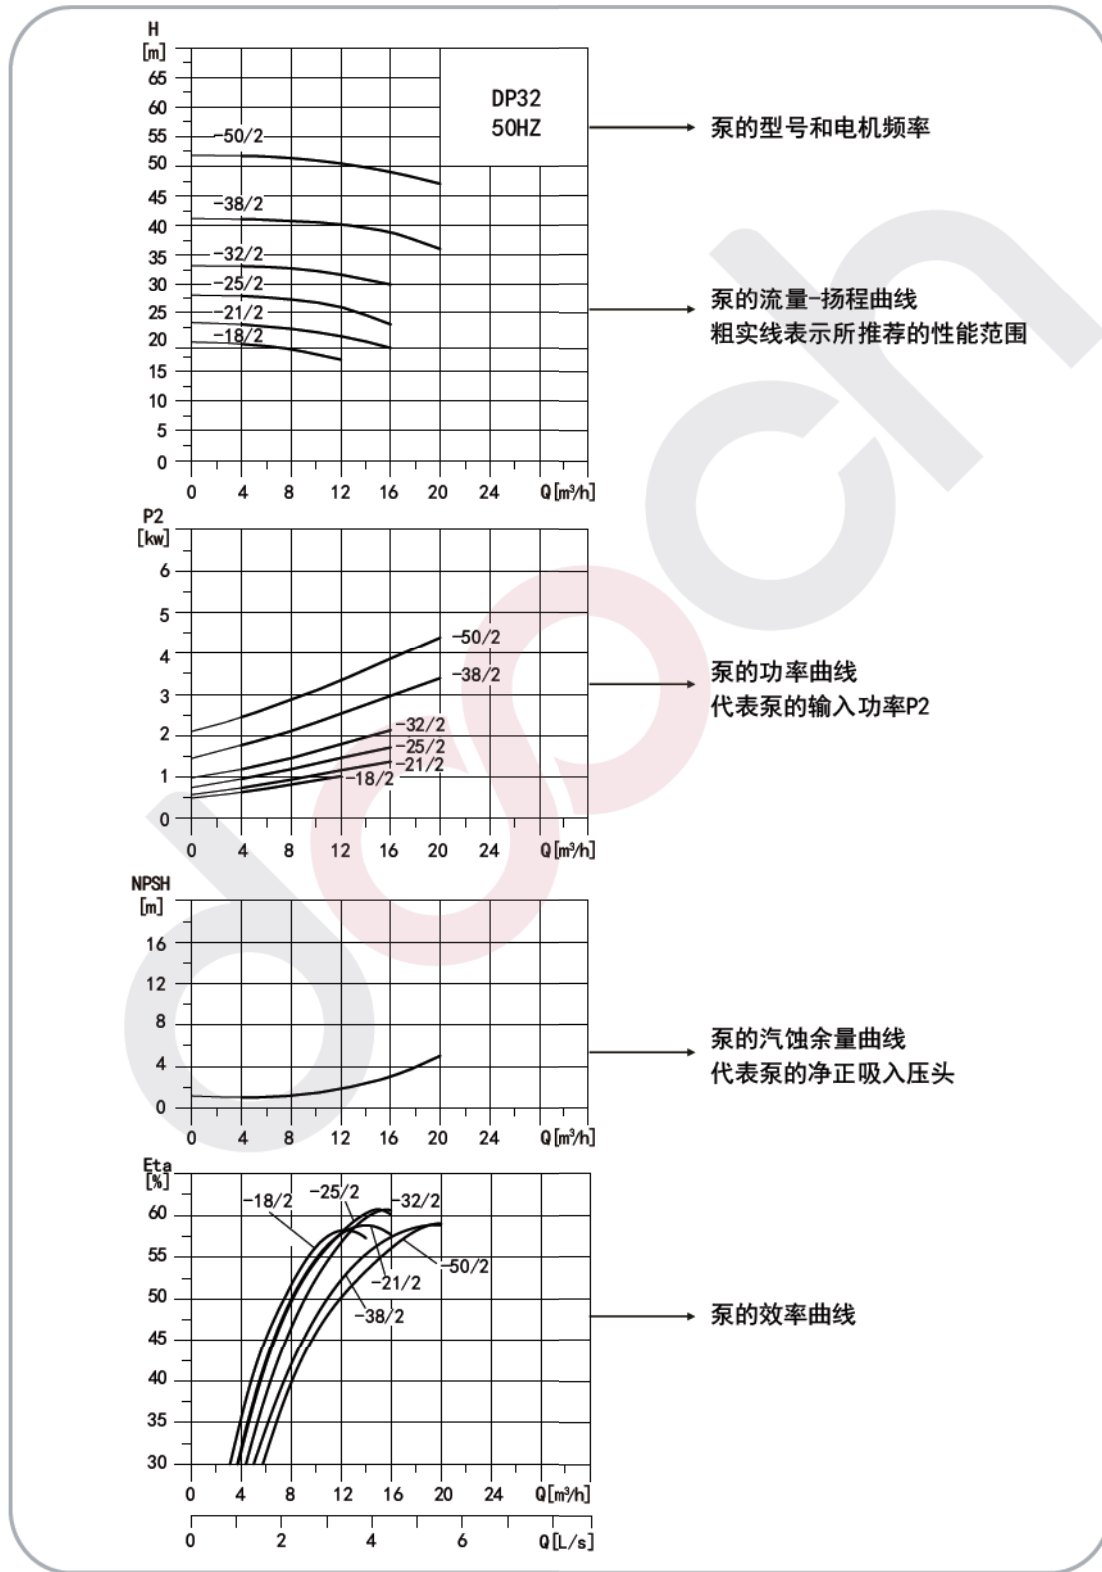 H
[m]
65
60
55
50
45
40
35
30
25
20
15
10
5
0
-50/2
-38/2
-32/2
-25/2
-21/2
-18/2
DP32
50HZ
0 4 8 12 16 20 24 Q[m³/h]
泵的型号和电机频率
泵的流量-扬程曲线
粗实线表示所推荐的性能范围
P2
[kw]
6
5
4
3
2
1
0
-50/2
-38/2
-32/2
-25/2
-21/2
-18/2
0 4 8 12 16 20 24 Q[m³/h]
泵的功率曲线
代表泵的输入功率P2
NPSH
[m]
16
12
8
4
0
0 4 8 12 16 20 24 Q[m³/h]
泵的汽蚀余量曲线
代表泵的净正吸入压头
Eta
[%]
60
55
50
45
40
35
30
-18/2
-25/2
-32/2
-50/2
-21/2
-38/2
0 4 8 12 16 20 24 Q[m³/h]
0 2 4 6 Q[L/s]
泵的效率曲线
doch